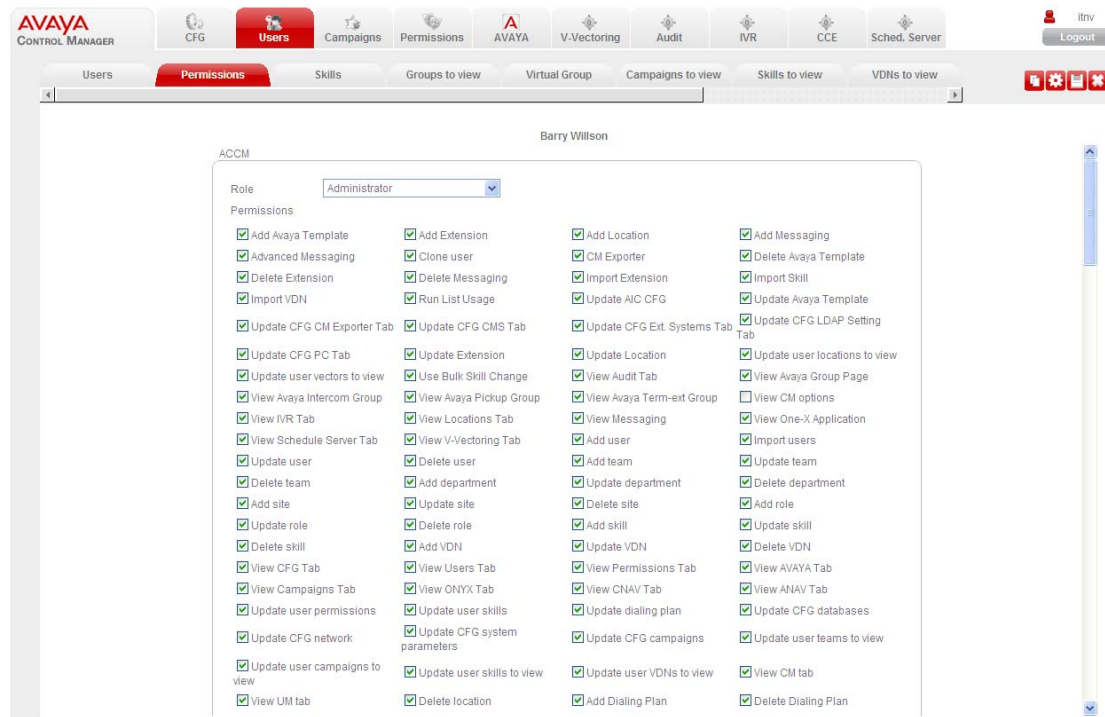 AVAYA
CONTROL MANAGER
CFG
Users
Campaigns
Permissions
A
AVAYA
V-Vectoring
Audit
IVR
CCE
Sched. Server
itnv
Logout
Users
Permissions
Skills
Groups to view
Virtual Group
Campaigns to view
Skills to view
VDNs to view
Barry Willson
ACCM
Role Administrator
Permissions
Add Avaya Template Add Extension Add Location Add Messaging
Advanced Messaging Clone user CM Exporter Delete Avaya Template
Delete Extension Delete Messaging Import Extension Import Skill
Import VDN Run List Usage Update AIC CFG Update Avaya Template
Update CFG CM Exporter Tab Update CFG CMS Tab Update CFG Ext. Systems Tab Update CFG LDAP Setting
Tab
Update CFG PC Tab Update Extension Update Location Update user locations to view
Update user vectors to view Use Bulk Skill Change View Audit Tab View Avaya Group Page
View Avaya Intercom Group View Avaya Pickup Group View Avaya Term-ext Group View CM options
View IVR Tab View Locations Tab View Messaging View One-X Application
View Schedule Server Tab View V-Vectoring Tab Add user Import users
Update user Delete user Add team Update team
Delete team Add department Update department Delete department
Add site Update site Delete site Add role
Update role Delete role Add skill Update skill
Delete skill Add VDN Update VDN Delete VDN
View CFG Tab View Users Tab View Permissions Tab View AVAYA Tab
View Campaigns Tab View ONYX Tab View CNAV Tab View ANAV Tab
Update user permissions Update user skills Update dialing plan Update CFG databases
Update CFG network Update CFG system
parameters Update CFG campaigns Update user teams to view
Update user campaigns to
view Update user skills to view Update user VDNs to view View CM tab
View UM tab Delete location Add Dialing Plan Delete Dialing Plan